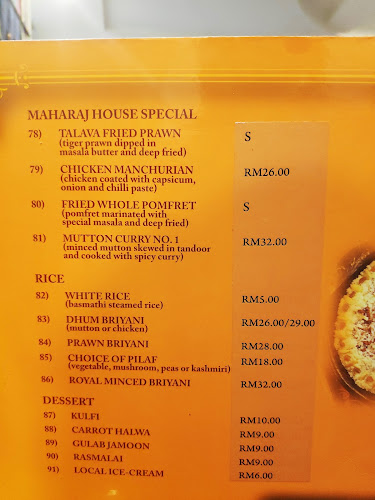 MAHARAJ HOUSE SPECIAL
78) TALAVA FRIED PRAWN S
(tiger prawn dipped in
masala butter and deep fried)
79) CHICKEN MANCHURIAN RM26.00
(chicken coated with capsicum,
onion and chilli paste)
80) FRIED WHOLE POMFRET S
(pomfret marinated with
special masala and deep fried)
81) MUTTON CURRY NO. 1 RM32.00
(minced mutton skewed in tandoor
and cooked with spicy curry)
RICE
82) WHITE RICE RM5.00
(basmathi steamed rice)
83) DHUM BRIYANI RM26.00/29.00
(mutton or chicken)
84) PRAWN BRIYANI RM28.00
85) CHOICE OF PILAF RM18.00
(vegetable, mushroom, peas or kashmiri)
86) ROYAL MINCED BRIYANI RM32.00
DESSERT
87) KULFI RM10.00
88) CARROT HALWA RM9.00
89) GULAB JAMOON RM9.00
90) RASMALAI RM9.00
91) LOCAL ICE-CREAM RM6.00